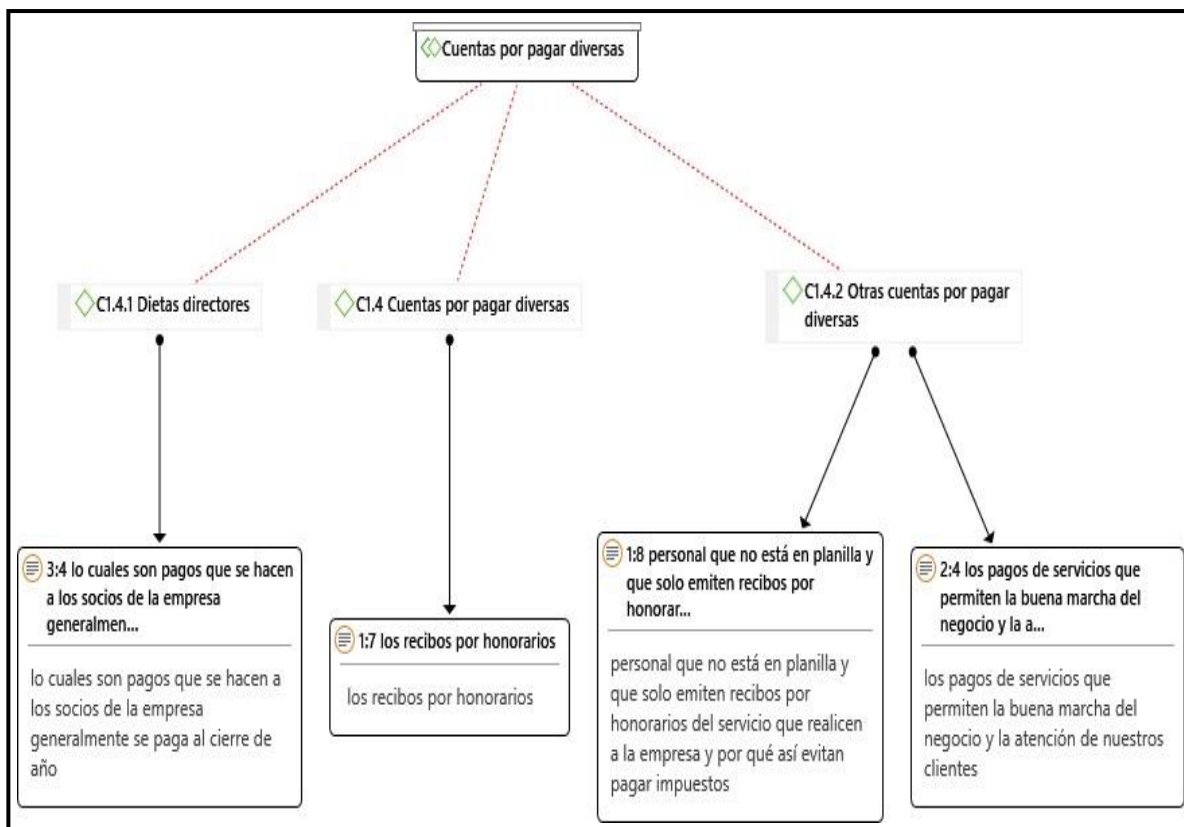 Cuentas por pagar diversas
C1.4.1 Dietas directores
C1.4 Cuentas por pagar diversas
C1.4.2 Otras cuentas por pagar
diversas
3:4 lo cuales son pagos que se hacen
a los socios de la empresa
generalmen...
lo cuales son pagos que se hacen a
los socios de la empresa
generalmente se paga al cierre de
año
1:7 los recibos por honorarios
los recibos por honorarios
1:8 personal que no está en planilla y
que solo emiten recibos por
honorar...
personal que no está en planilla y
que solo emiten recibos por
honorarios del servicio que realicen
a la empresa y por qué así evitan
pagar impuestos
2:4 los pagos de servicios que
permiten la buena marcha del
negocio y la a...
los pagos de servicios que
permiten la buena marcha del
negocio y la atención de nuestros
clientes